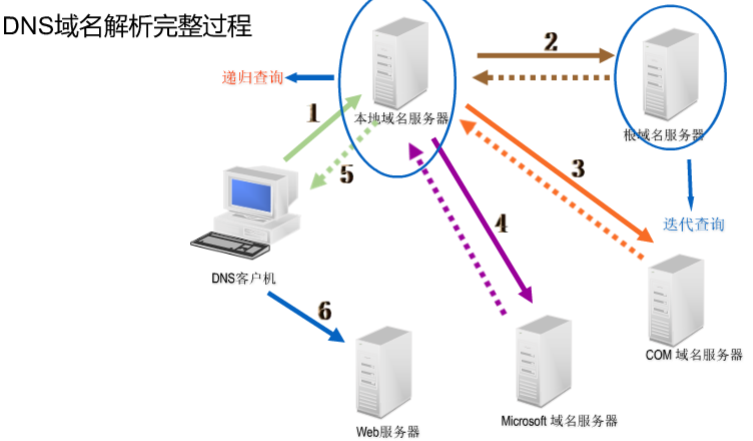 DNS域名解析完整过程
2
递归查询
1
本地域名服务器
根域名服务器
5
3
4
迭代查询
DNS客户机
6
COM 域名服务器
Microsoft 域名服务器
Web服务器